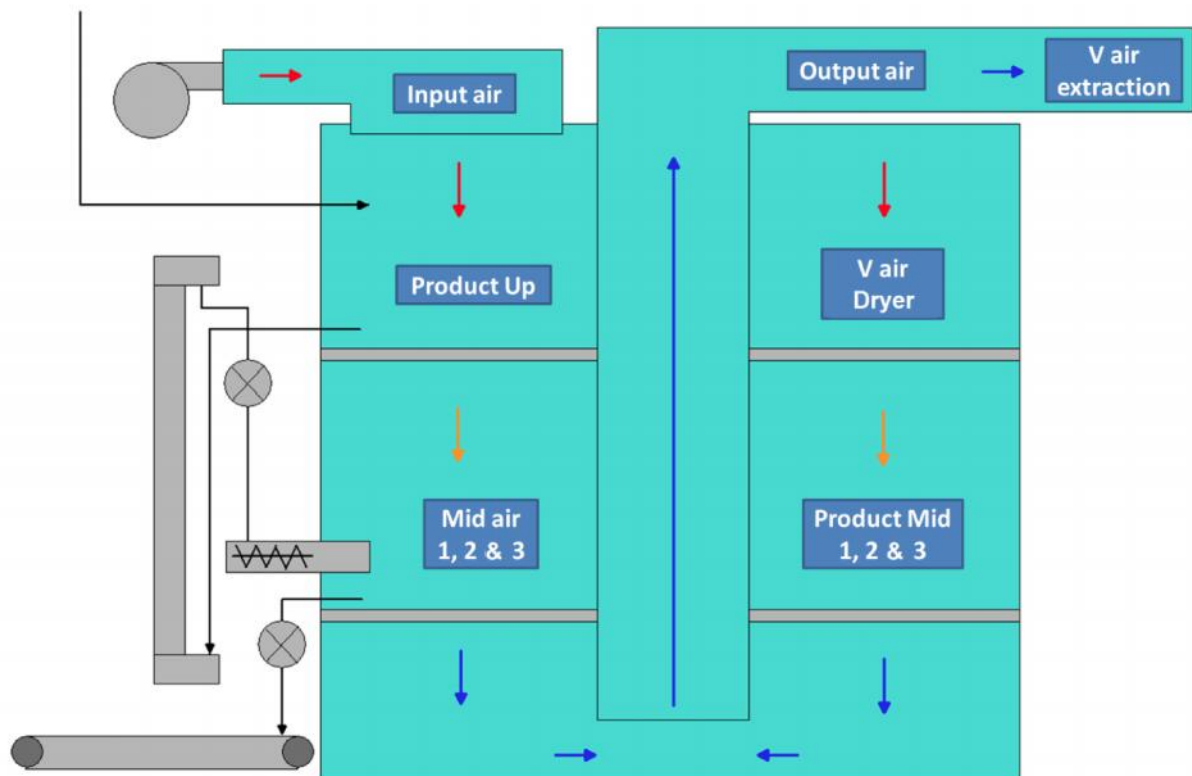 Input air
Output air
V air
extraction
Product Up
V air
Dryer
Mid air
1, 2 & 3
Product Mid
1, 2 & 3